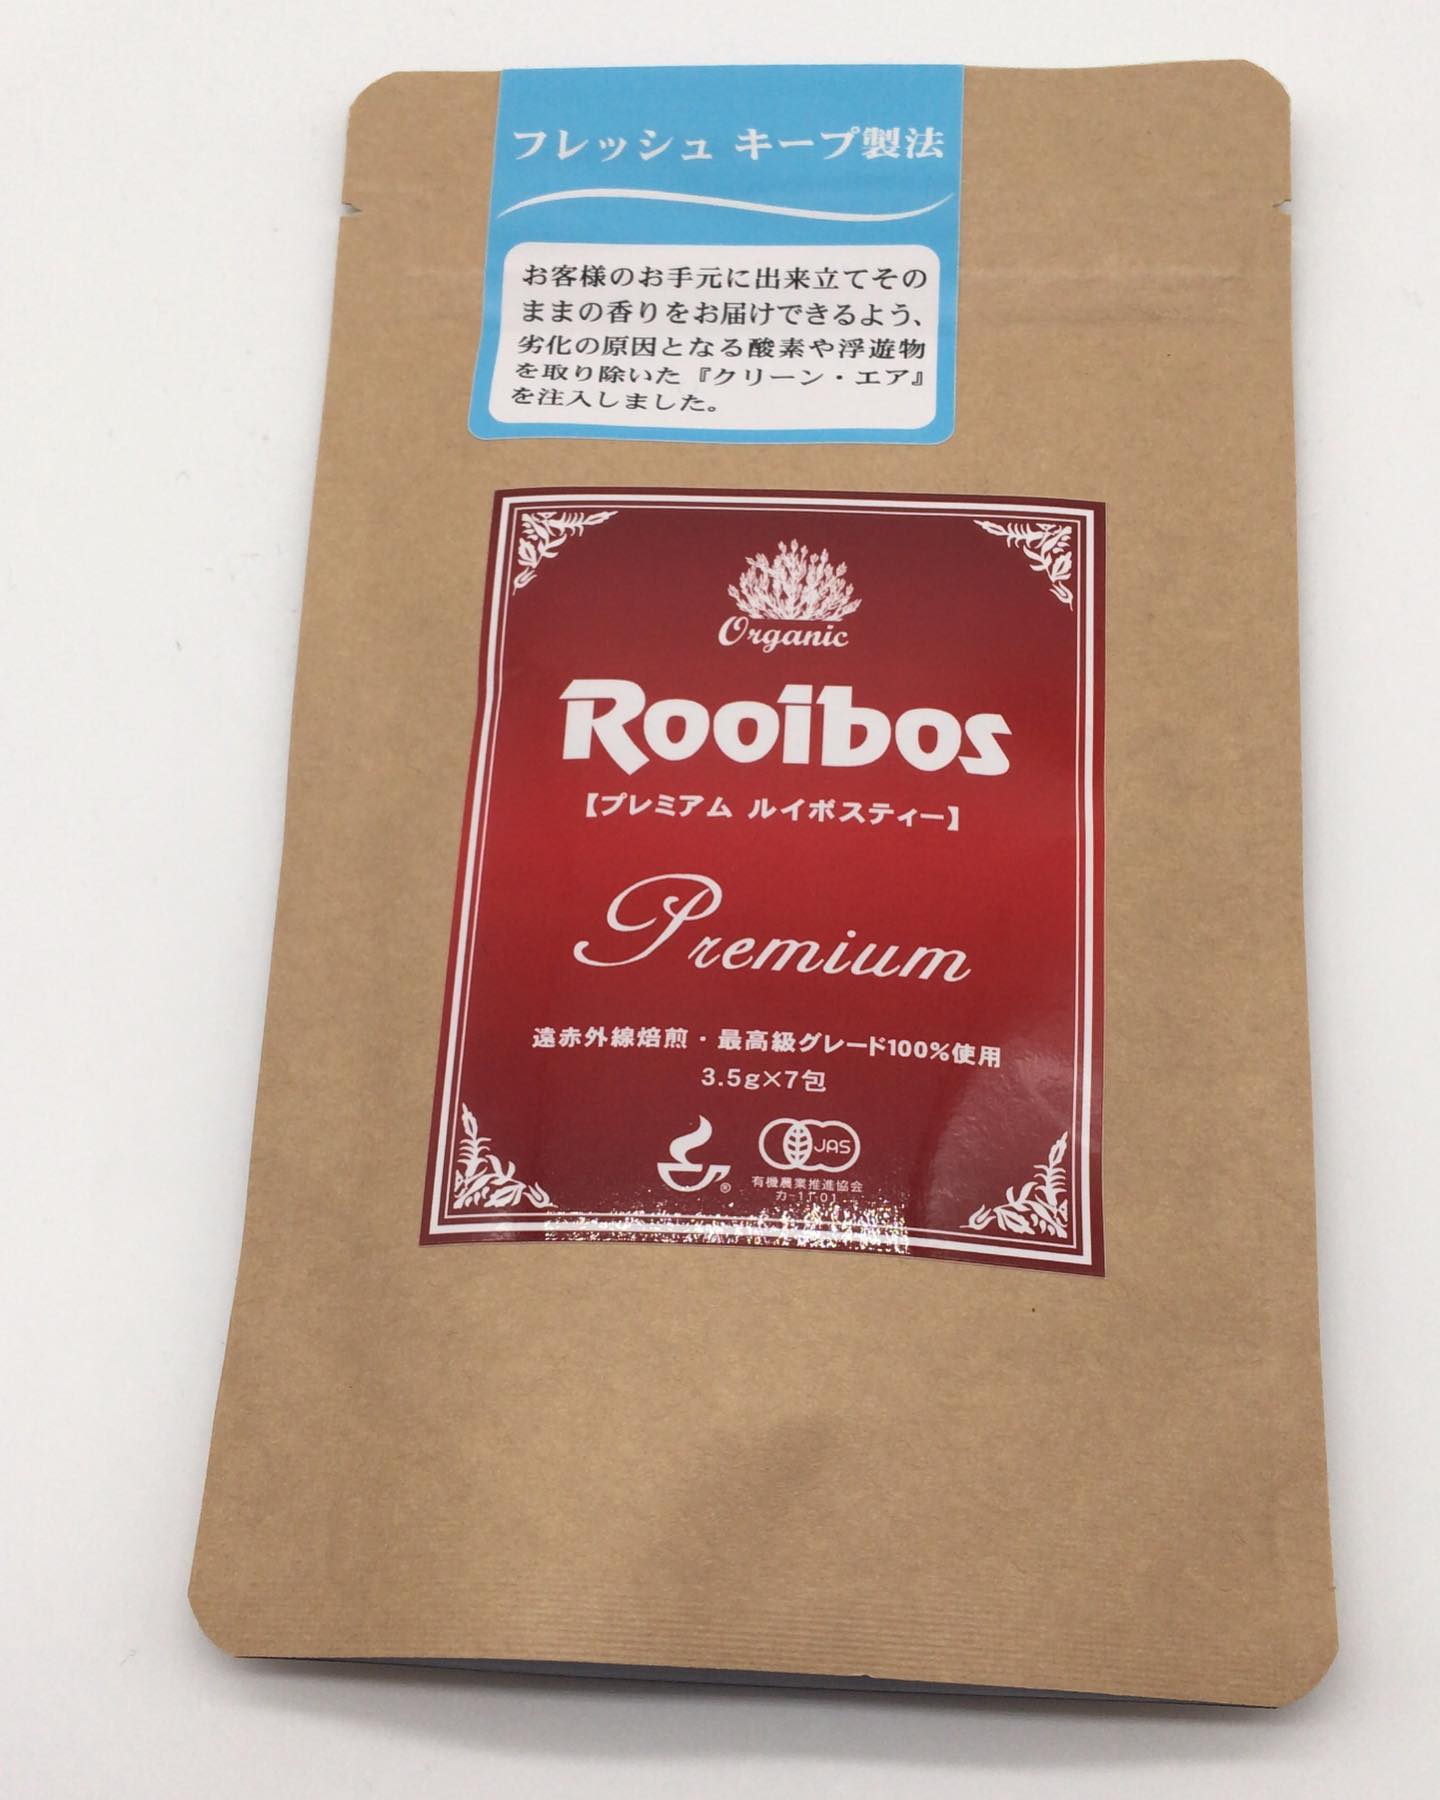 フレッシュ キープ製法
お客様のお手元に出来立てその
ままの香りをお届けできるよう、
劣化の原因となる酸素や浮遊物
を取り除いた『クリーン・エア』
を注入しました。
Organic
Rooibos
【プレミアム ルイボスティー】
Premium
遠赤外線焙煎・最高級グレード100%使用
3.5g×7包
®
JAS
有機農業推進協会
カ-11-01